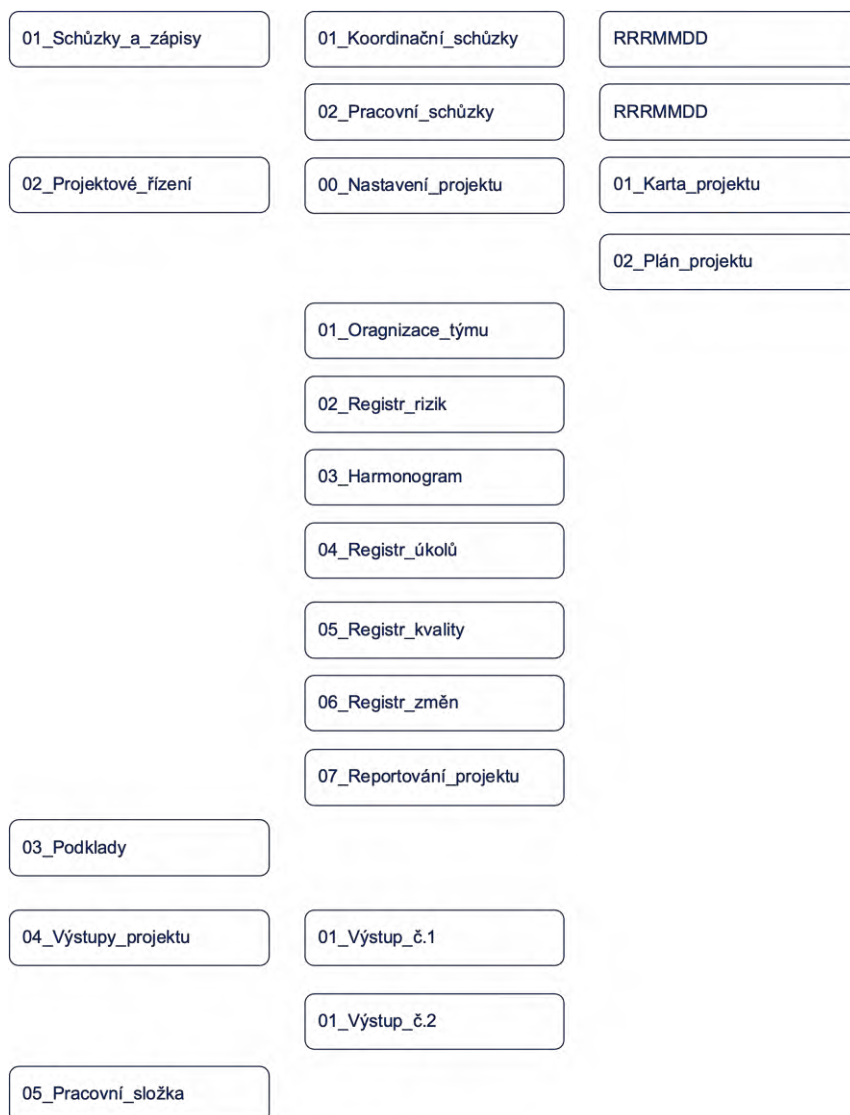 01_Schůzky_a_zápisy
01_Koordinační_schůzky
RRRMMDD
02_Pracovní_schůzky
RRRMMDD
02_Projektové_řízení
00_Nastavení_projektu
01_Karta_projektu
02_Plán_projektu
01_Oragnizace_týmu
02_Registr_rizik
03_Harmonogram
04_Registr_úkolů
05_Registr_kvality
06_Registr_změn
07_Reportování_projektu
03_Podklady
04_Výstupy_projektu
01_Výstup_č.1
01_Výstup_č.2
05_Pracovní_složka